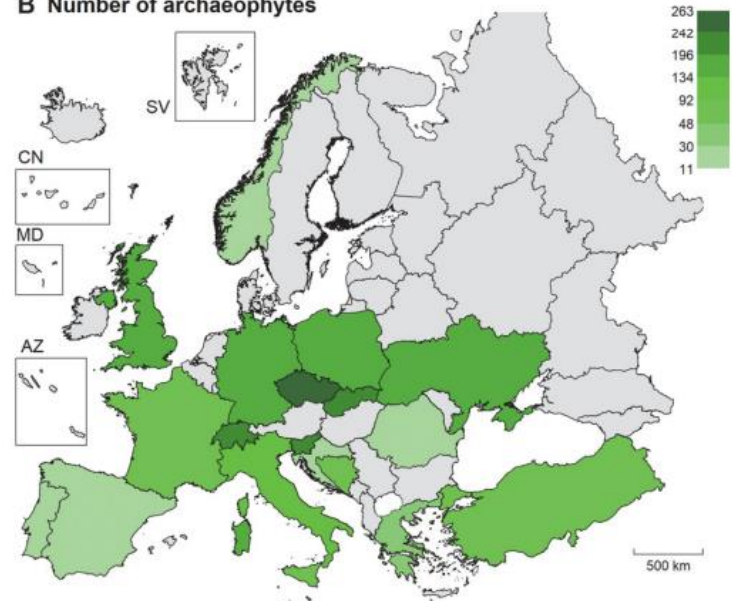 B Number of archaeophytes
263
242
196
134
92
48
30
11
SV
CN
MD
AZ
500 km